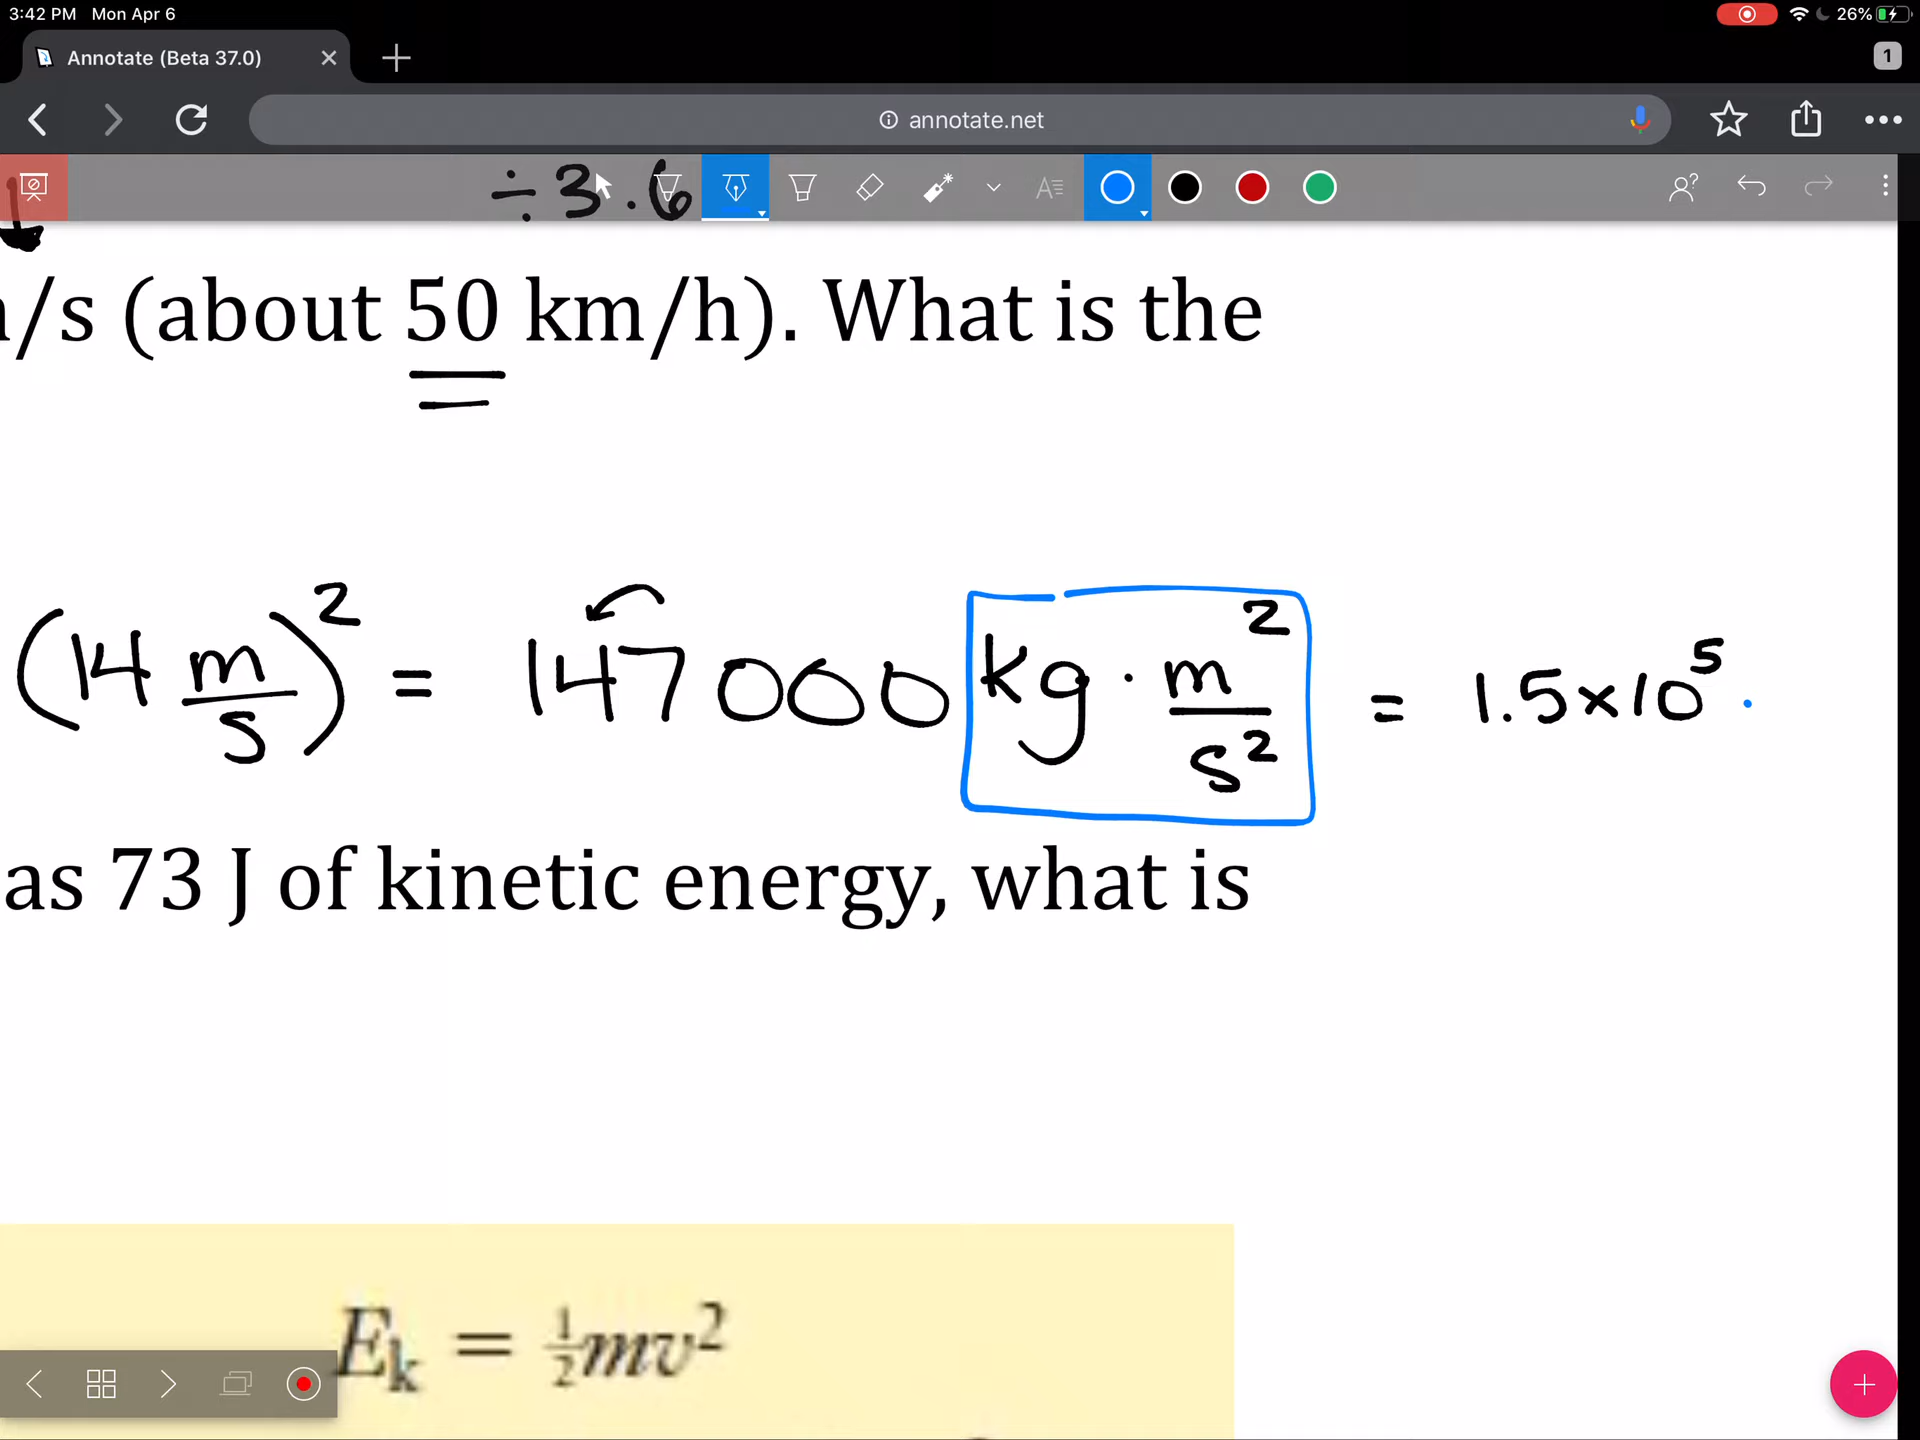 3:42 PM Mon Apr 6 26%
Annotate (Beta 37.0) 1
annotate.net
÷3.6
/s (about 50 km/h). What is the
(14 m/s)² = 147000 kg · m²/s² = 1.5×10⁵ ·
as 73 J of kinetic energy, what is
Eₖ = ½mv²